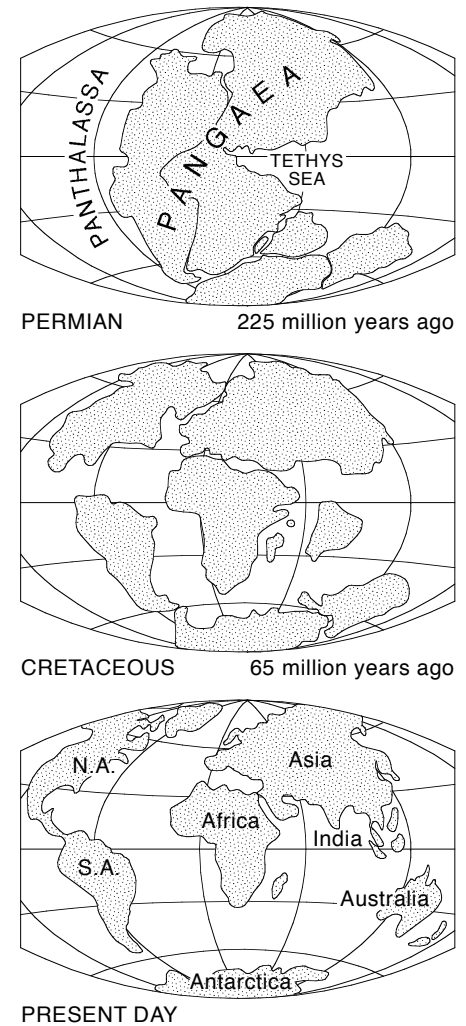 PANTHALASSA
PANGAEA
TETHYS
SEA
PERMIAN 225 million years ago
CRETACEOUS 65 million years ago
N.A.
Asia
Africa
India
S.A.
Australia
Antarctica
PRESENT DAY